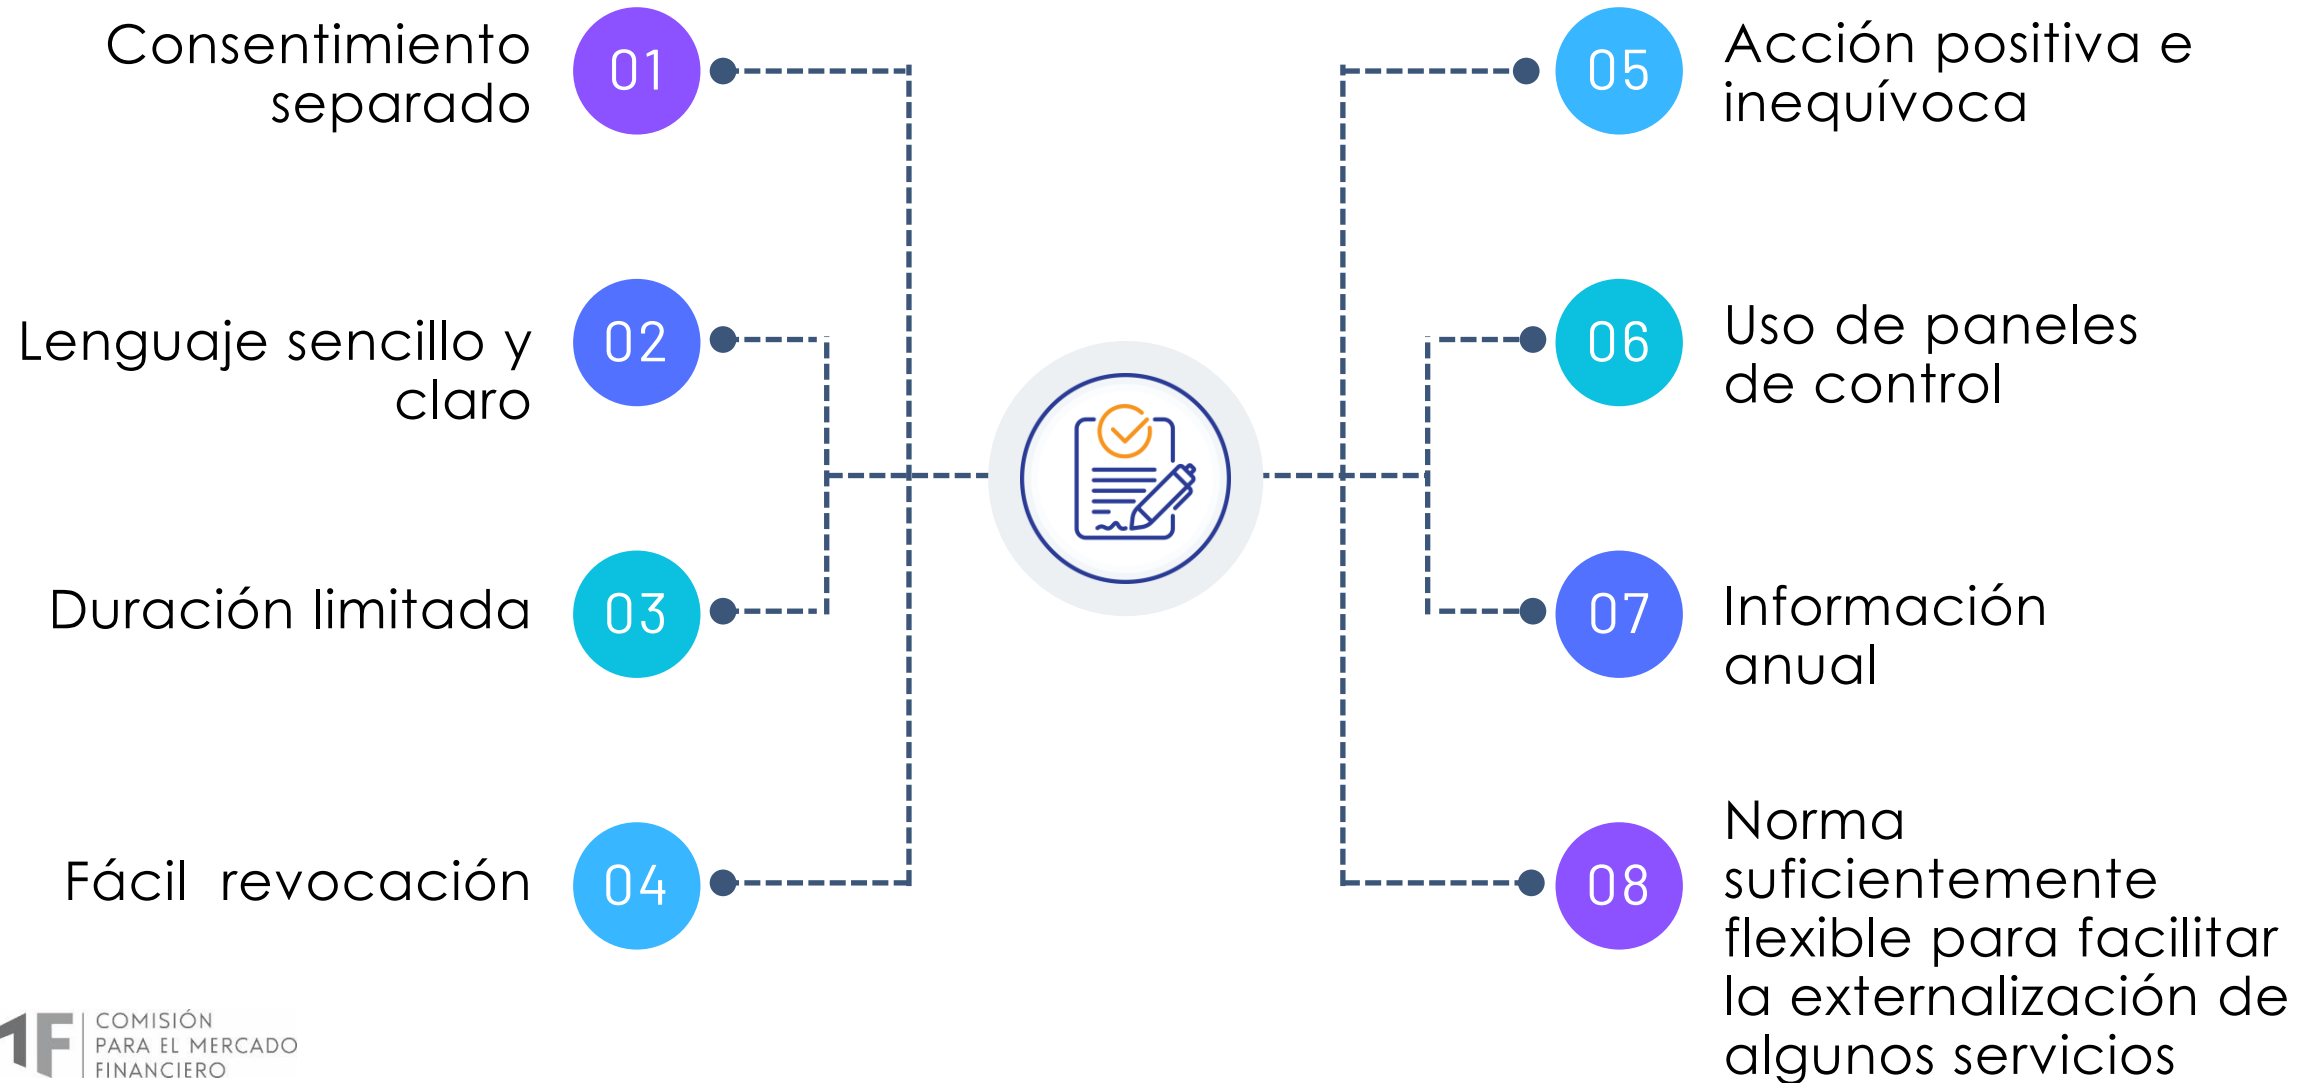 Consentimiento
separado
01
Lenguaje sencillo y
claro
02
Duración limitada
03
Fácil revocación
04
05
Acción positiva e
inequívoca
06
Uso de paneles
de control
07
Información
anual
08
Norma
suficientemente
flexible para facilitar
la externalización de
algunos servicios
COMISIÓN
PARA EL MERCADO
FINANCIERO